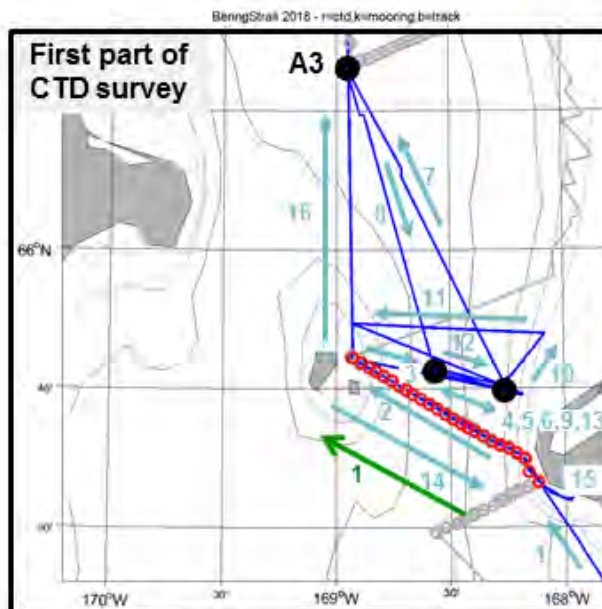 BeringStrait 2018 - r=ctd,k=mooring,b=track
First part of
CTD survey
A3
7
8
16
66°N
11
12
3
10
40'
2
4,5,6,9,13
14
15
1
1
170°W
30'
169°W
30'
168°W